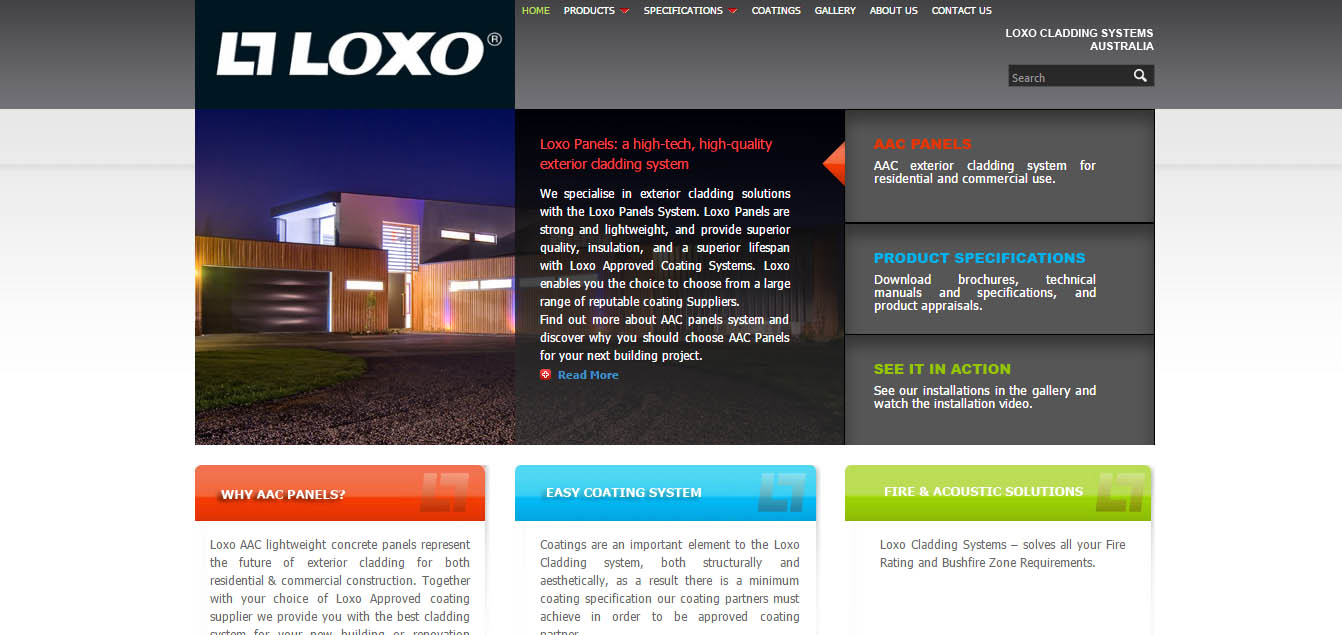 LOXO®
HOME PRODUCTS SPECIFICATIONS COATINGS GALLERY ABOUT US CONTACT US
LOXO CLADDING SYSTEMS
AUSTRALIA
Search
Loxo Panels: a high-tech, high-quality
exterior cladding system
We specialise in exterior cladding solutions
with the Loxo Panels System. Loxo Panels are
strong and lightweight, and provide superior
quality, insulation, and a superior lifespan
with Loxo Approved Coating Systems. Loxo
enables you the choice to choose from a large
range of reputable coating Suppliers.
Find out more about AAC panels system and
discover why you should choose AAC Panels
for your next building project.
Read More
AAC PANELS
AAC exterior cladding system for
residential and commercial use.
PRODUCT SPECIFICATIONS
Download brochures, technical
manuals and specifications, and
product appraisals.
SEE IT IN ACTION
See our installations in the gallery and
watch the installation video.
WHY AAC PANELS?
Loxo AAC lightweight concrete panels represent
the future of exterior cladding for both
residential & commercial construction. Together
with your choice of Loxo Approved coating
supplier we provide you with the best cladding
system for your new building or renovation
EASY COATING SYSTEM
Coatings are an important element to the Loxo
Cladding system, both structurally and
aesthetically, as a result there is a minimum
coating specification our coating partners must
achieve in order to be approved coating
partner.
FIRE & ACOUSTIC SOLUTIONS
Loxo Cladding Systems – solves all your Fire
Rating and Bushfire Zone Requirements.